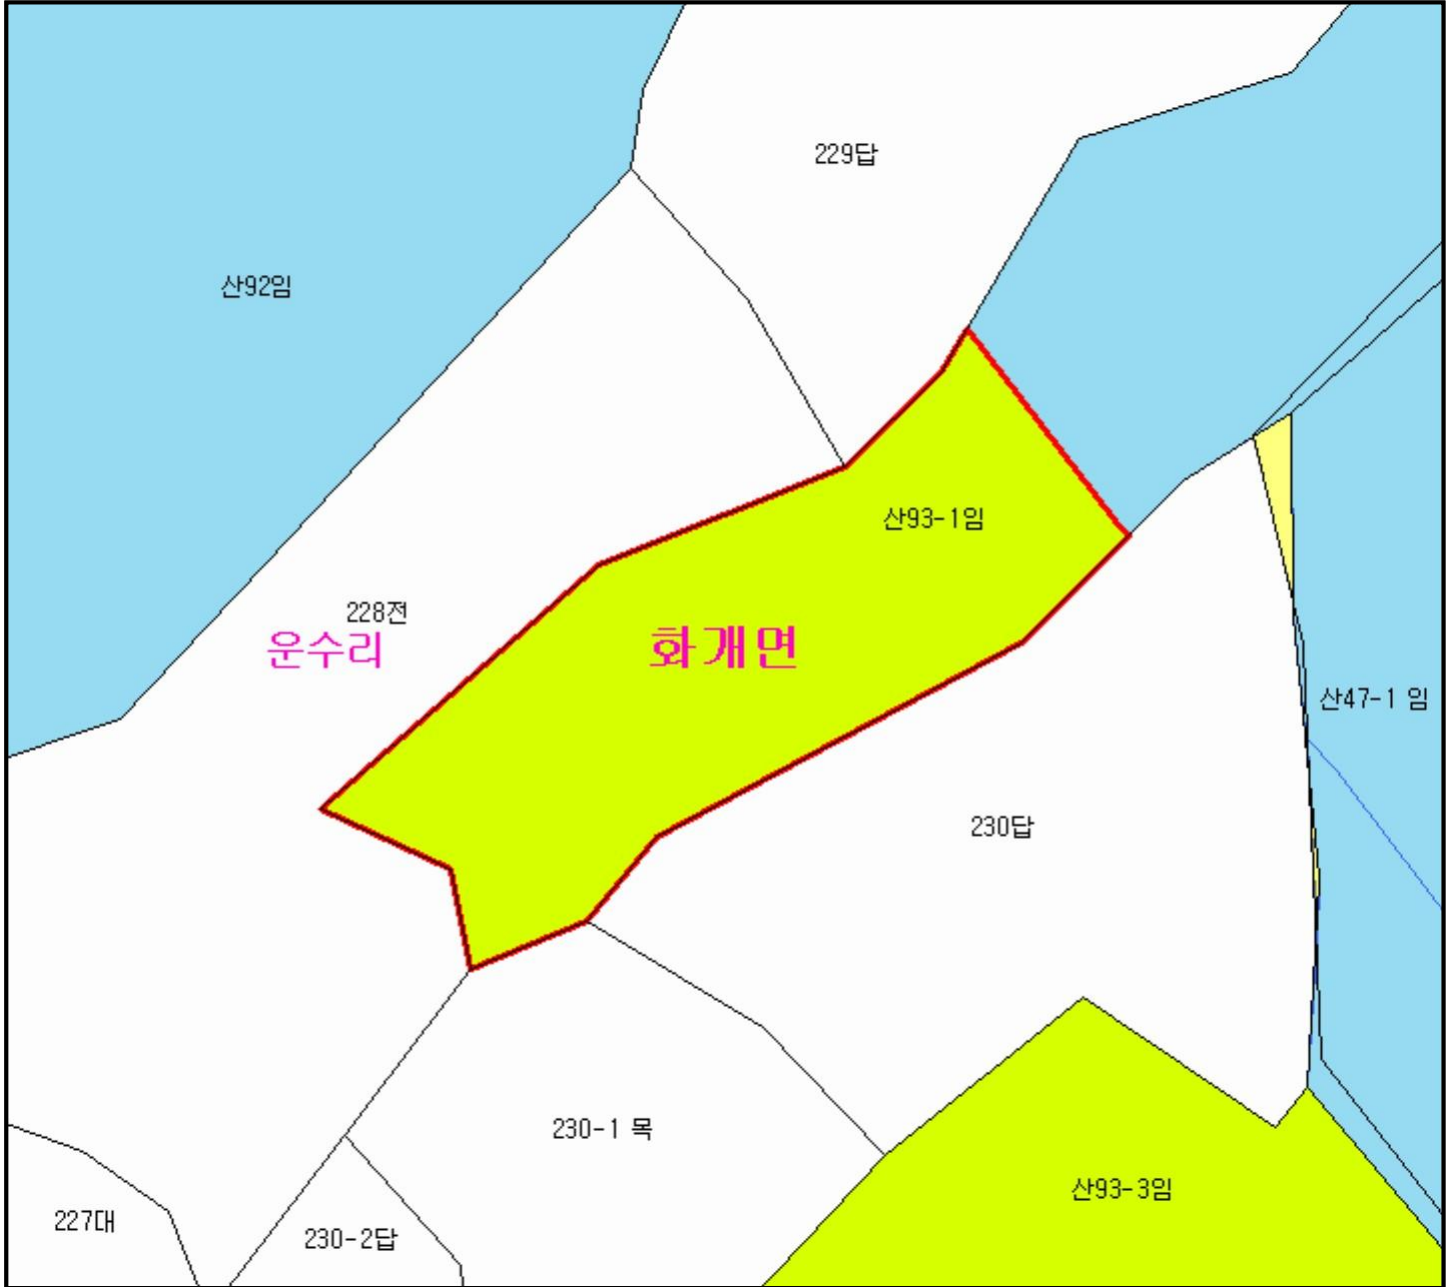 229답
산92임
산93-1임
228전
운수리
화개면
산47-1 임
230답
230-1 목
산93-3임
227대
230-2답